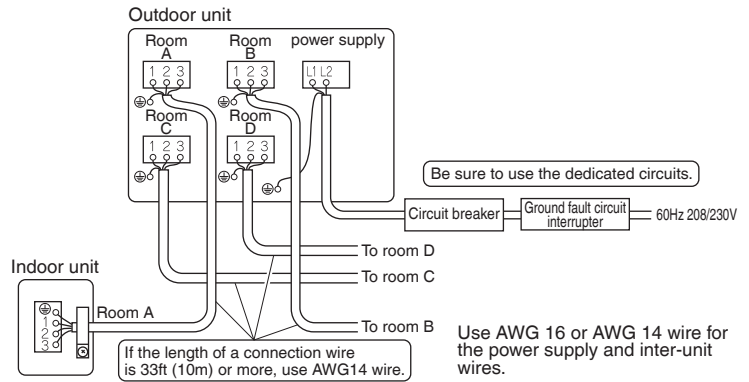 Outdoor unit
Room
A
Room
B
power supply
1 2 3
1 2 3
L1 L2
Room
C
Room
D
1 2 3
1 2 3
Be sure to use the dedicated circuits.
Circuit breaker
Ground fault circuit
interrupter
60Hz 208/230V
To room D
To room C
Indoor unit
Room A
1
2
3
To room B
If the length of a connection wire
is 33ft (10m) or more, use AWG14 wire.
Use AWG 16 or AWG 14 wire for
the power supply and inter-unit
wires.